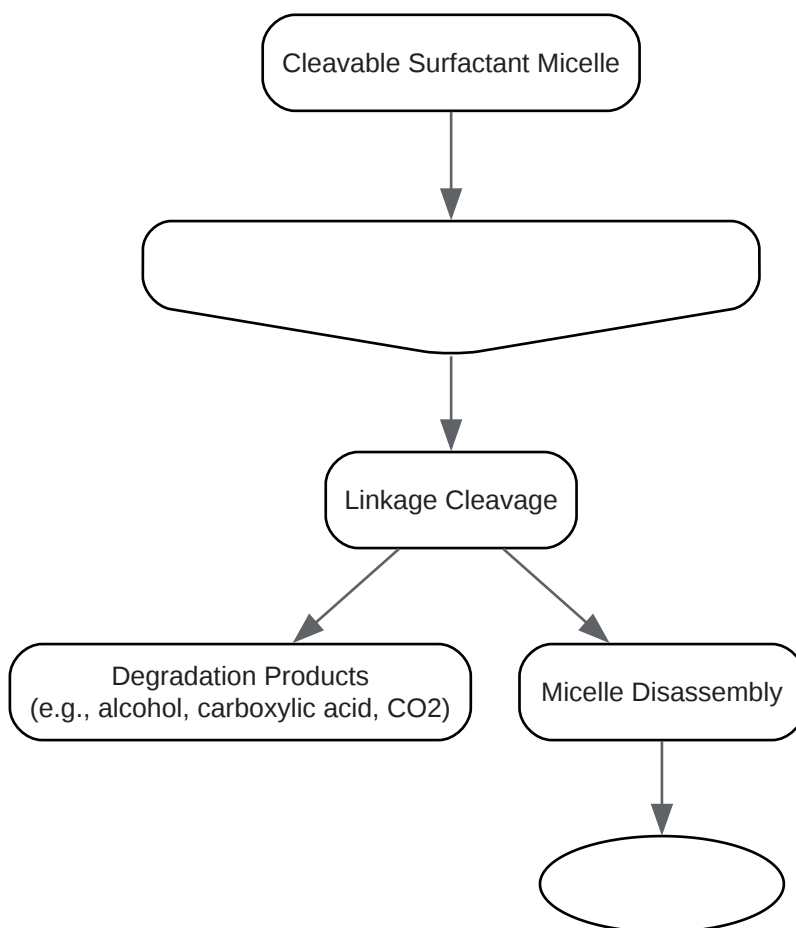 Cleavable Surfactant Micelle
Linkage Cleavage
Degradation Products
(e.g., alcohol, carboxylic acid, CO2)
Micelle Disassembly